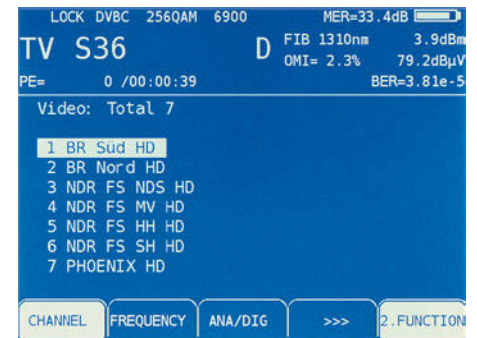 LOCK DVBC 256QAM 6900 MER=33.4dB
TV S36 D FIB 1310nm 3.9dBm
OMI= 2.3% 79.2dBµV
PE= 0 /00:00:39 BER=3.81e-5
Video: Total 7
1 BR Süd HD
2 BR Nord HD
3 NDR FS NDS HD
4 NDR FS MV HD
5 NDR FS HH HD
6 NDR FS SH HD
7 PHOENIX HD
CHANNEL FREQUENCY ANA/DIG >>> 2.FUNCTION